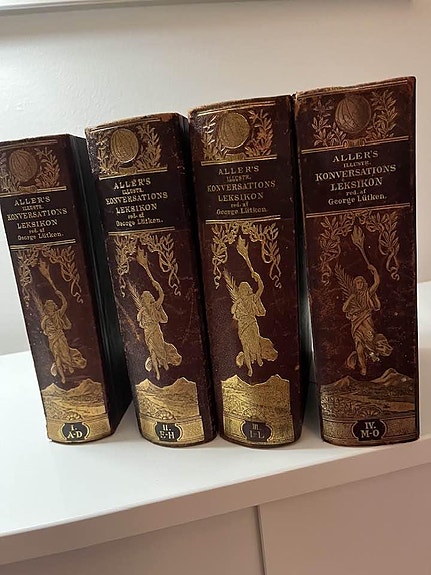 ALLER'S
ILLUSTR.
KONVERSATIONS
LEKSIKON
red. af
George Lütken.
I.
A-D
ALLER'S
ILLUSTR.
KONVERSATIONS
LEKSIKON
red. af
George Lütken.
II.
E-H
ALLER'S
ILLUSTR.
KONVERSATIONS
LEKSIKON
red. af
George Lütken.
III.
I-L
ALLER'S
ILLUSTR.
KONVERSATIONS
LEKSIKON
red. af
George Lütken.
IV.
M-O